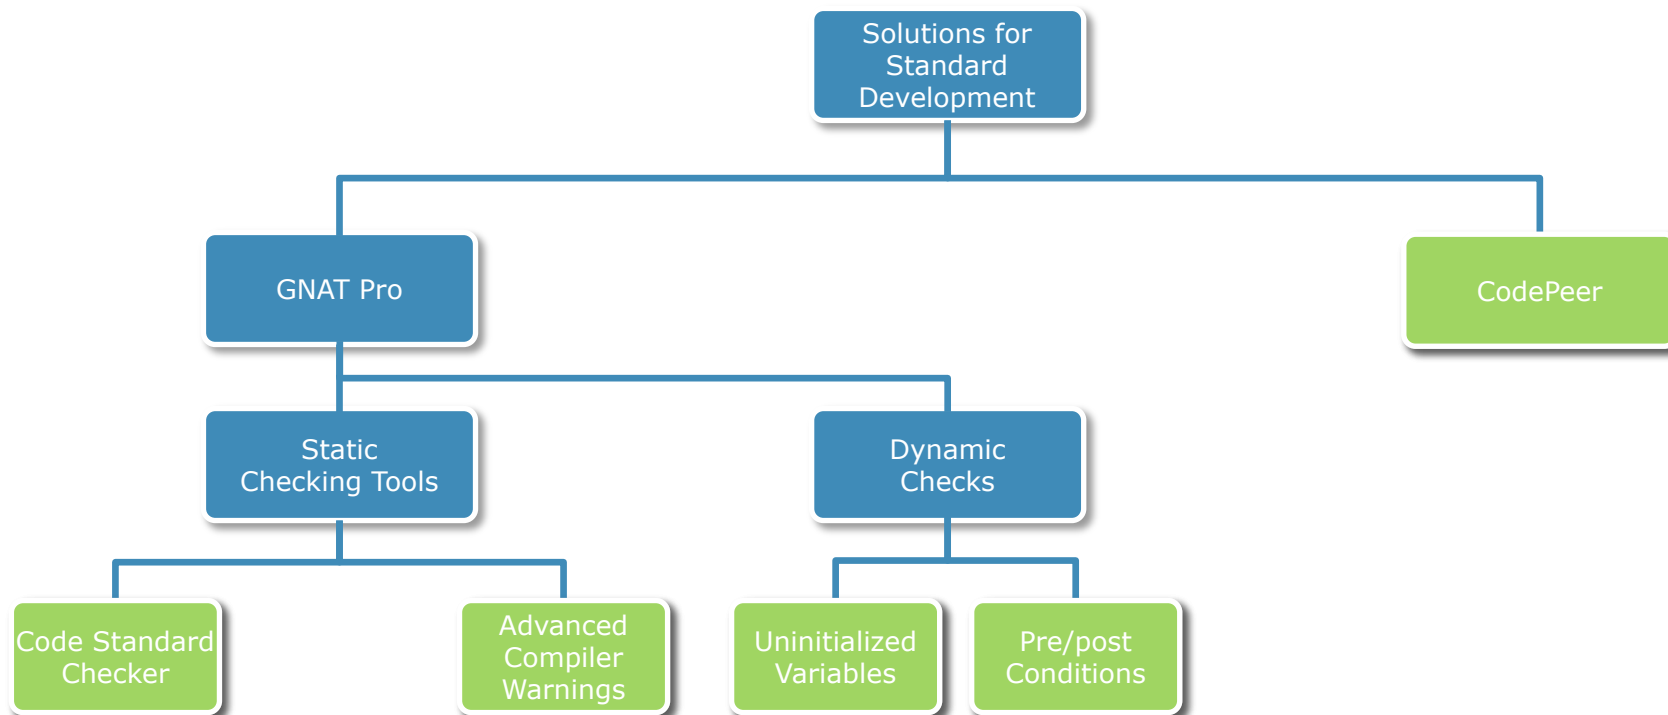 Solutions for
Standard
Development
GNAT Pro
CodePeer
Static
Checking Tools
Dynamic
Checks
Code Standard
Checker
Advanced
Compiler
Warnings
Uninitialized
Variables
Pre/post
Conditions